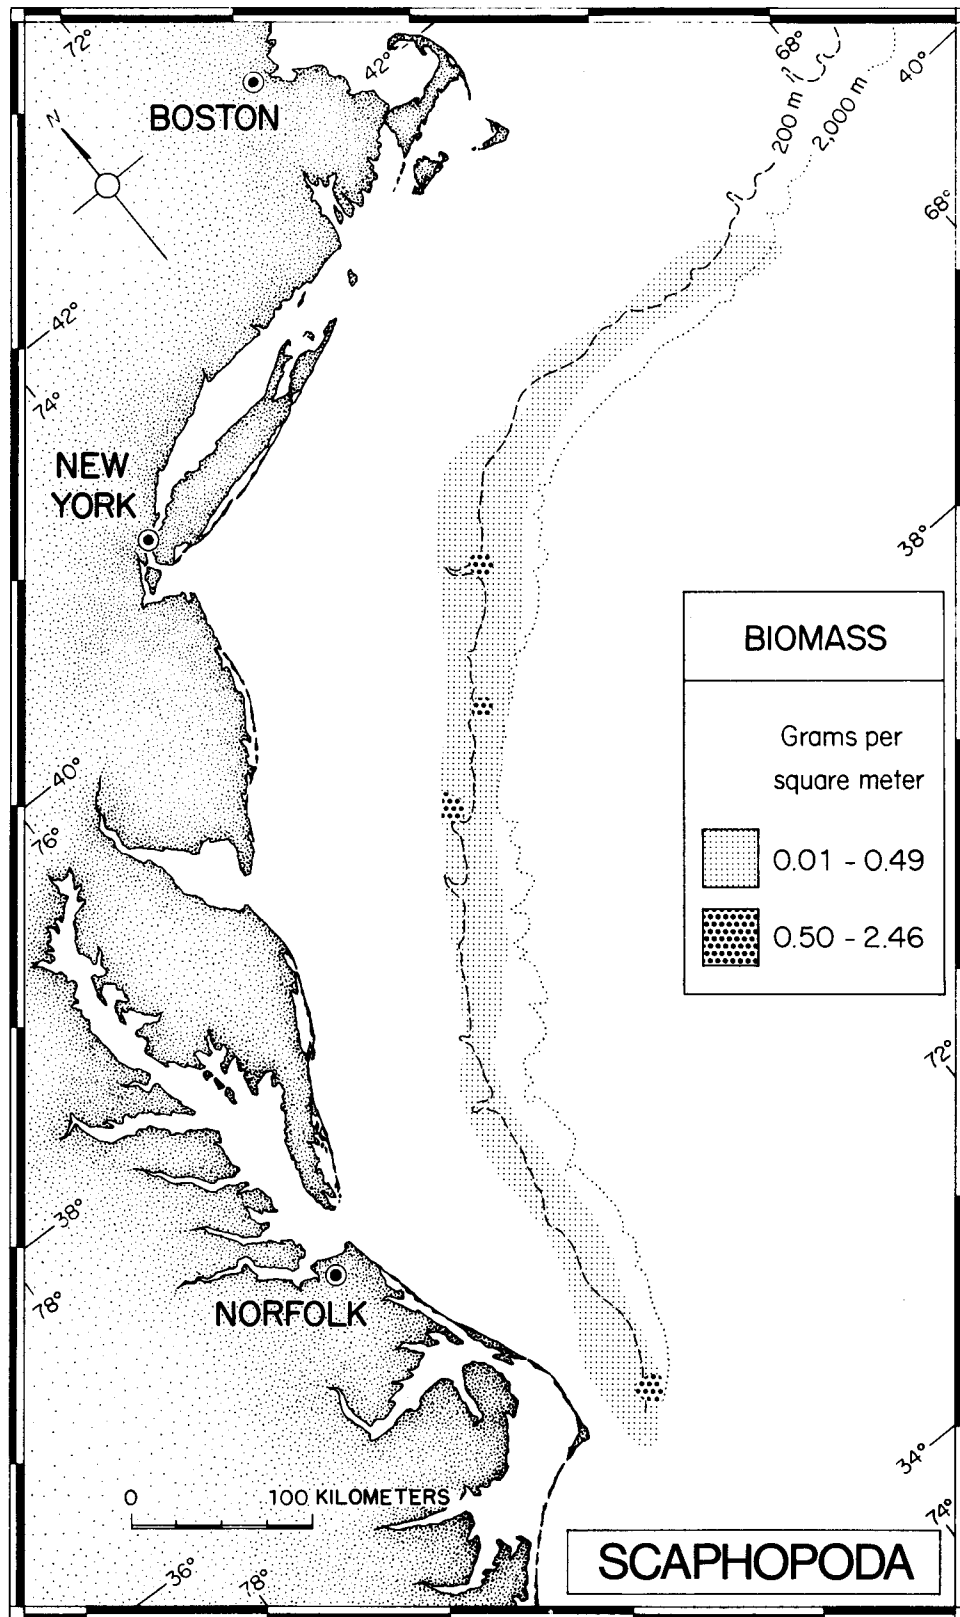 72°
42°
68°
40°
BOSTON
N
200 m
2,000 m
68°
42°
74°
NEW
YORK
38°
BIOMASS
Grams per
square meter
0.01 - 0.49
0.50 - 2.46
40°
76°
72°
38°
78°
NORFOLK
34°
74°
0 100 KILOMETERS
36°
78°
SCAPHOPODA